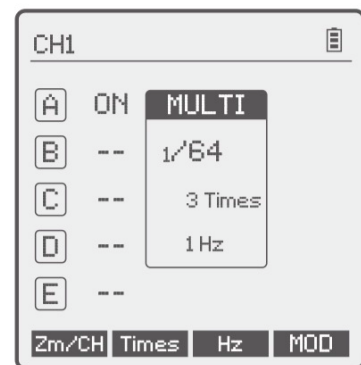 CH1
A ON MULTI
B -- 1/64
C -- 3 Times
D -- 1 Hz
E --
Zm/CH Times Hz MOD